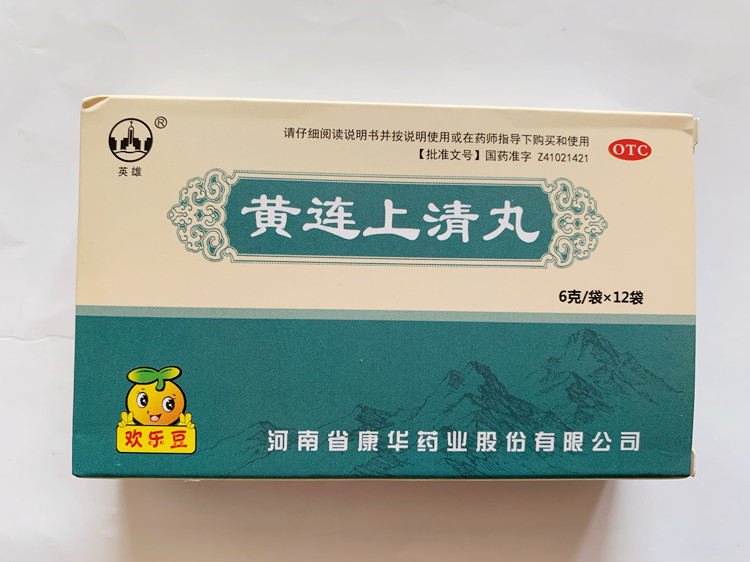 ®
英雄
请仔细阅读说明书并按说明使用或在药师指导下购买和使用
【批准文号】国药准字 Z41021421
OTC
黄连上清丸
6克/袋×12袋
欢乐豆
河南省康华药业股份有限公司